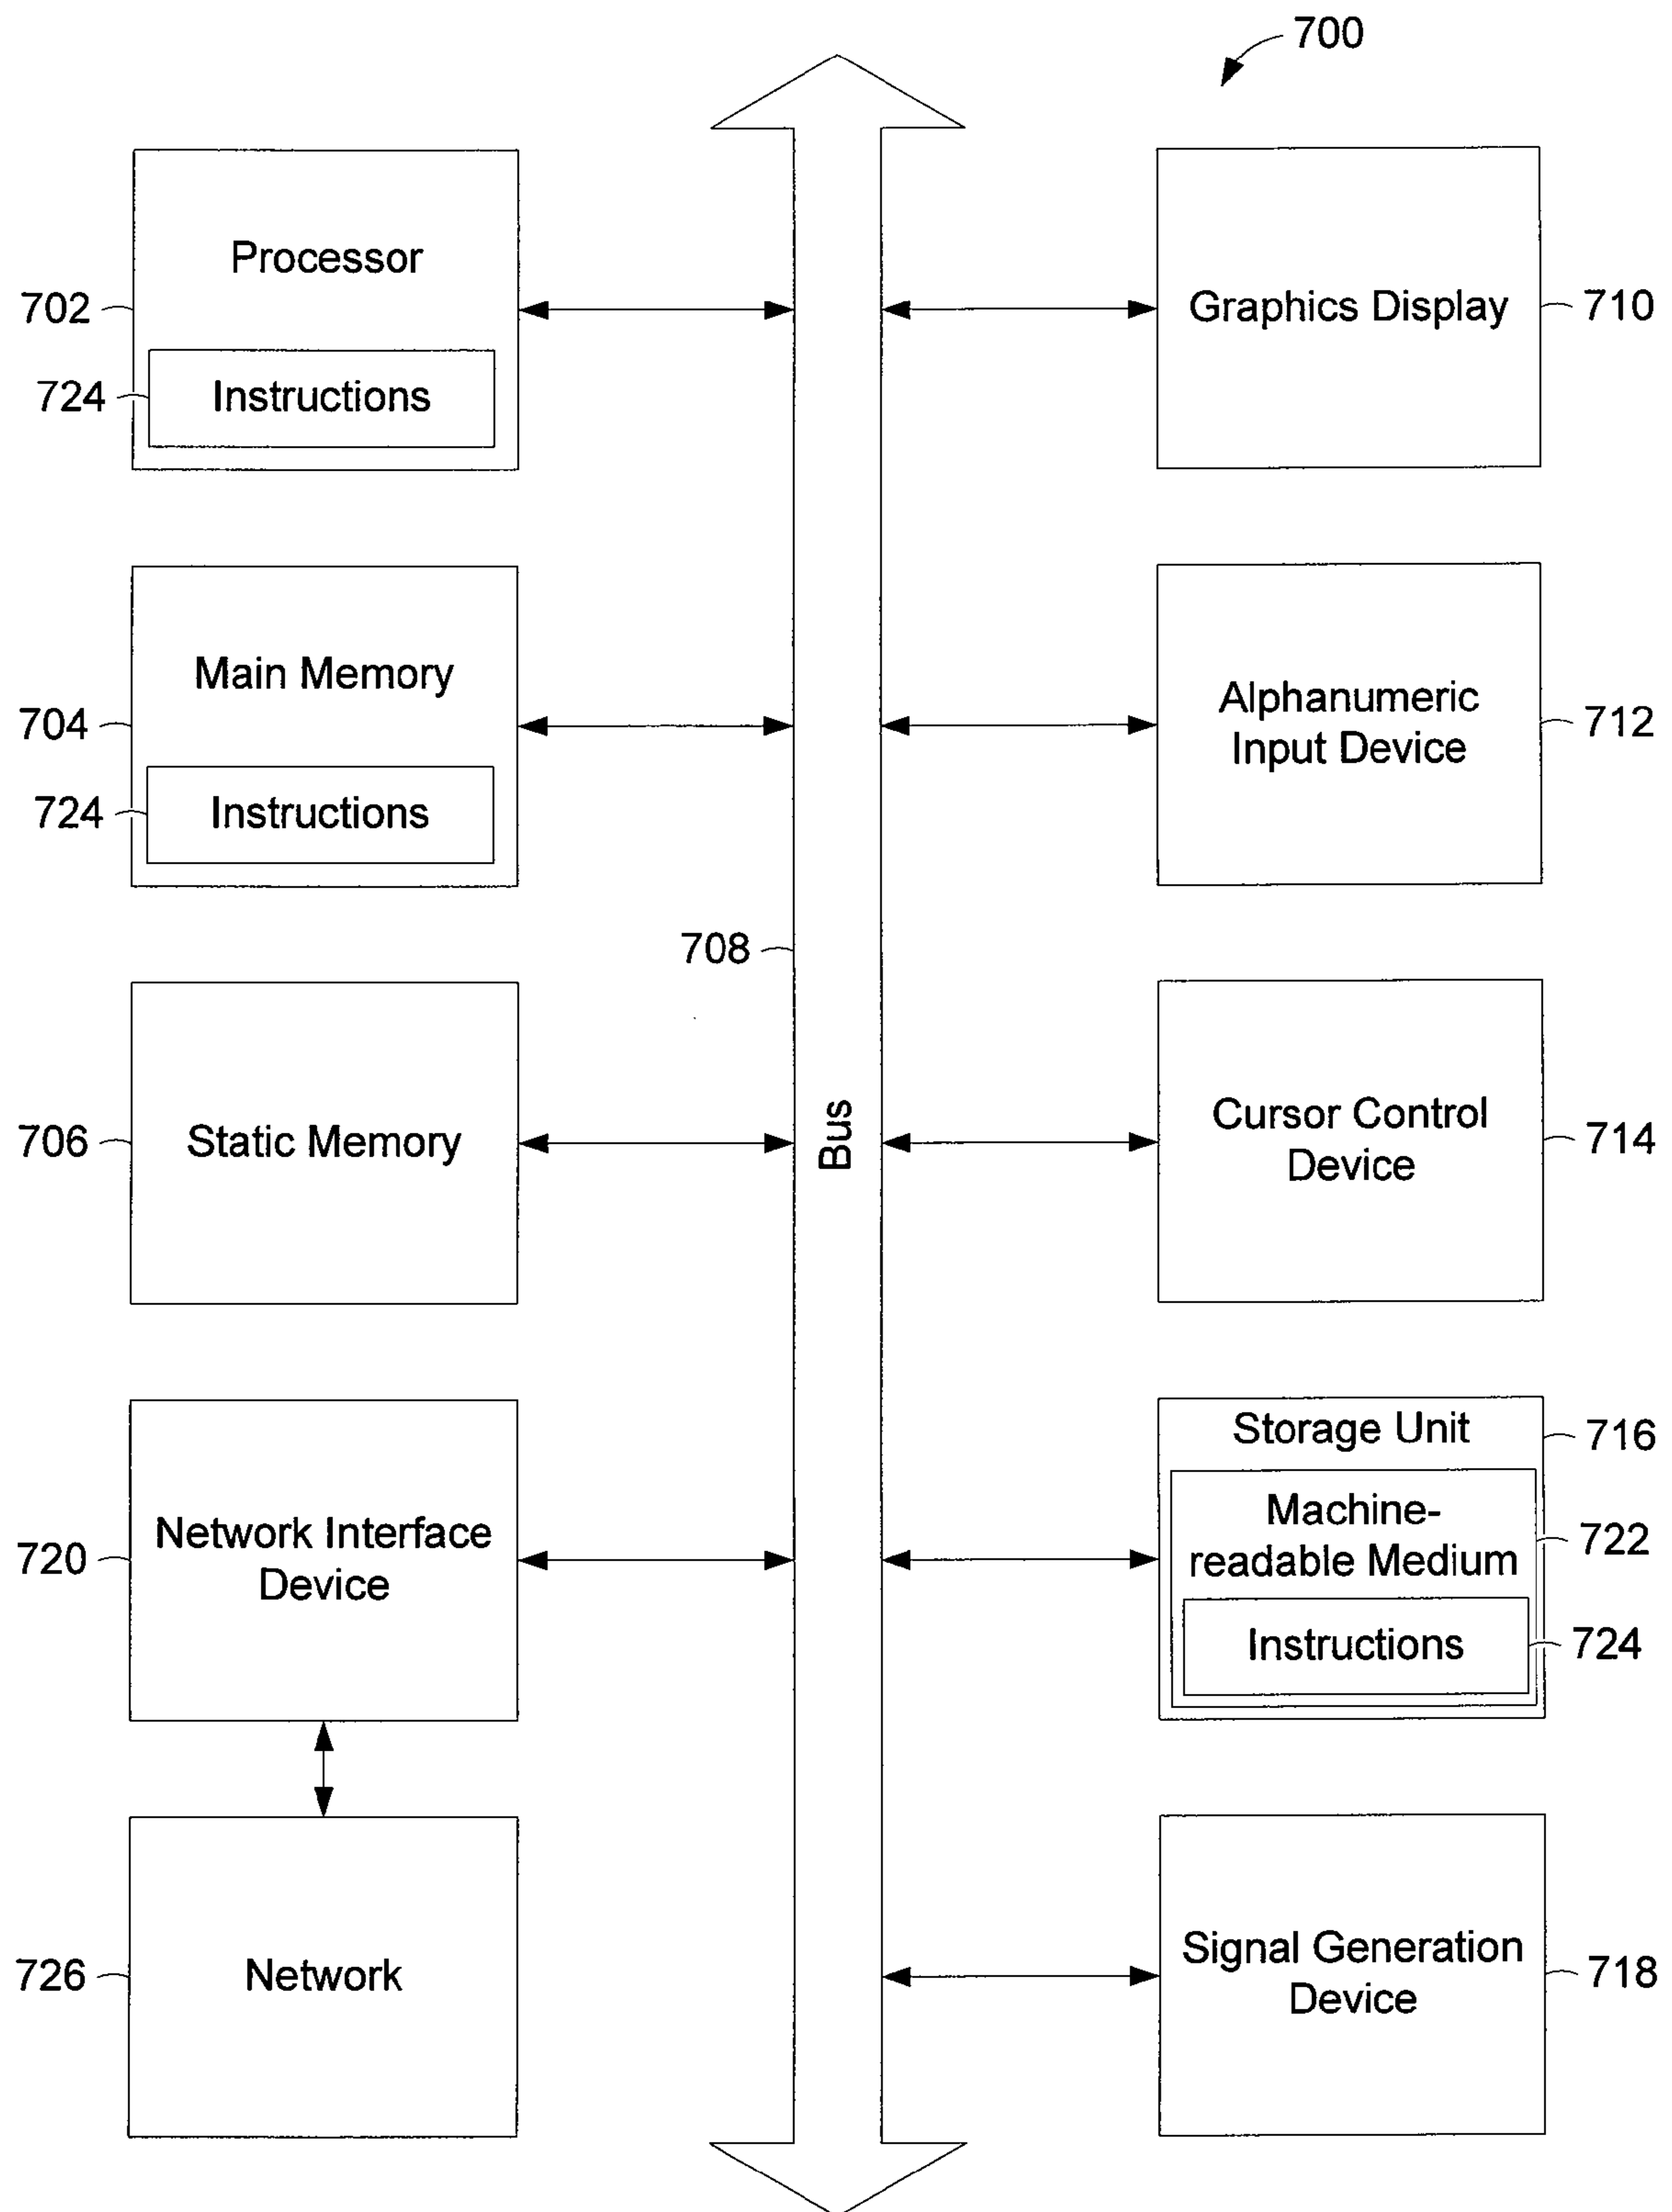 700
Processor
702
724
Instructions
Graphics Display
710
Main Memory
704
724
Instructions
Alphanumeric
Input Device
712
708
Bus
706
Static Memory
Cursor Control
Device
714
720
Network Interface
Device
Storage Unit
716
Machine-
readable Medium
722
Instructions
724
726
Network
Signal Generation
Device
718